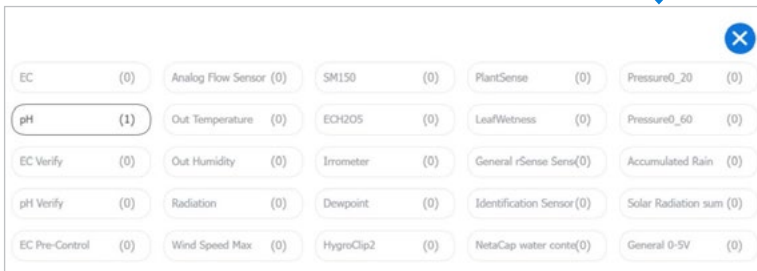 EC (0) Analog Flow Sensor (0) SM150 (0) PlantSense (0) Pressure0_20 (0)
pH (1) Out Temperature (0) ECH2O5 (0) LeafWetness (0) Pressure0_60 (0)
EC Verify (0) Out Humidity (0) Irrometer (0) General rSense Sens(0) Accumulated Rain (0)
pH Verify (0) Radiation (0) Dewpoint (0) Identification Sensor (0) Solar Radiation sum (0)
EC Pre-Control (0) Wind Speed Max (0) HygroClip2 (0) NetaCap water conte(0) General 0-5V (0)